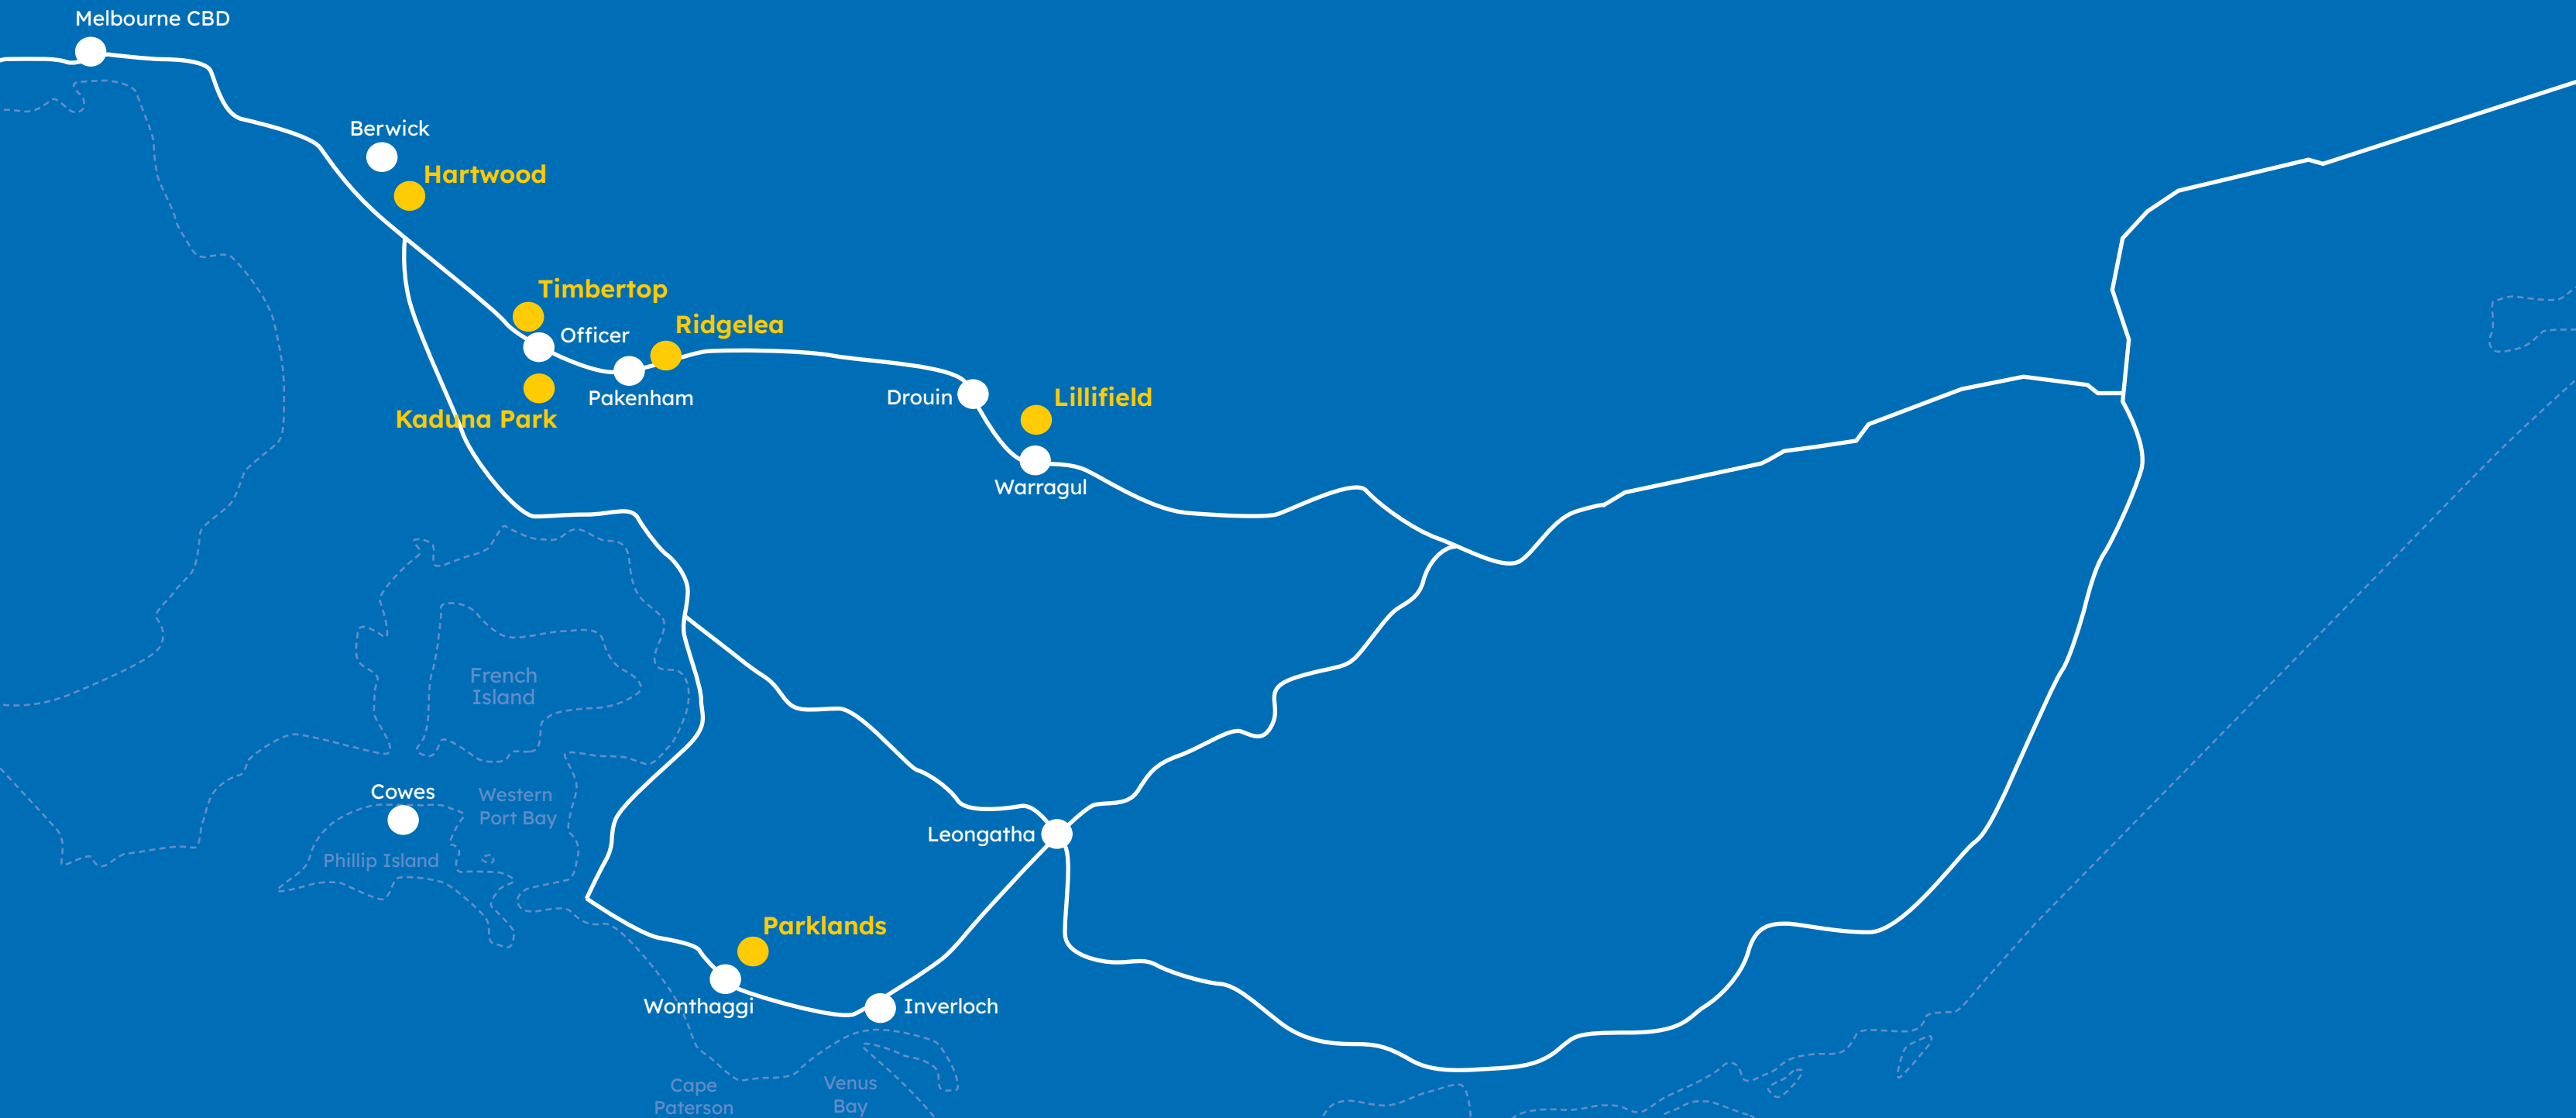 Melbourne CBD
Berwick
Hartwood
Timbertop
Ridgelea
Officer
Pakenham
Kaduna Park
Drouin
Lillifield
Warragul
French
Island
Cowes
Western
Port Bay
Phillip Island
Leongatha
Parklands
Wonthaggi
Inverloch
Cape
Paterson
Venus
Bay